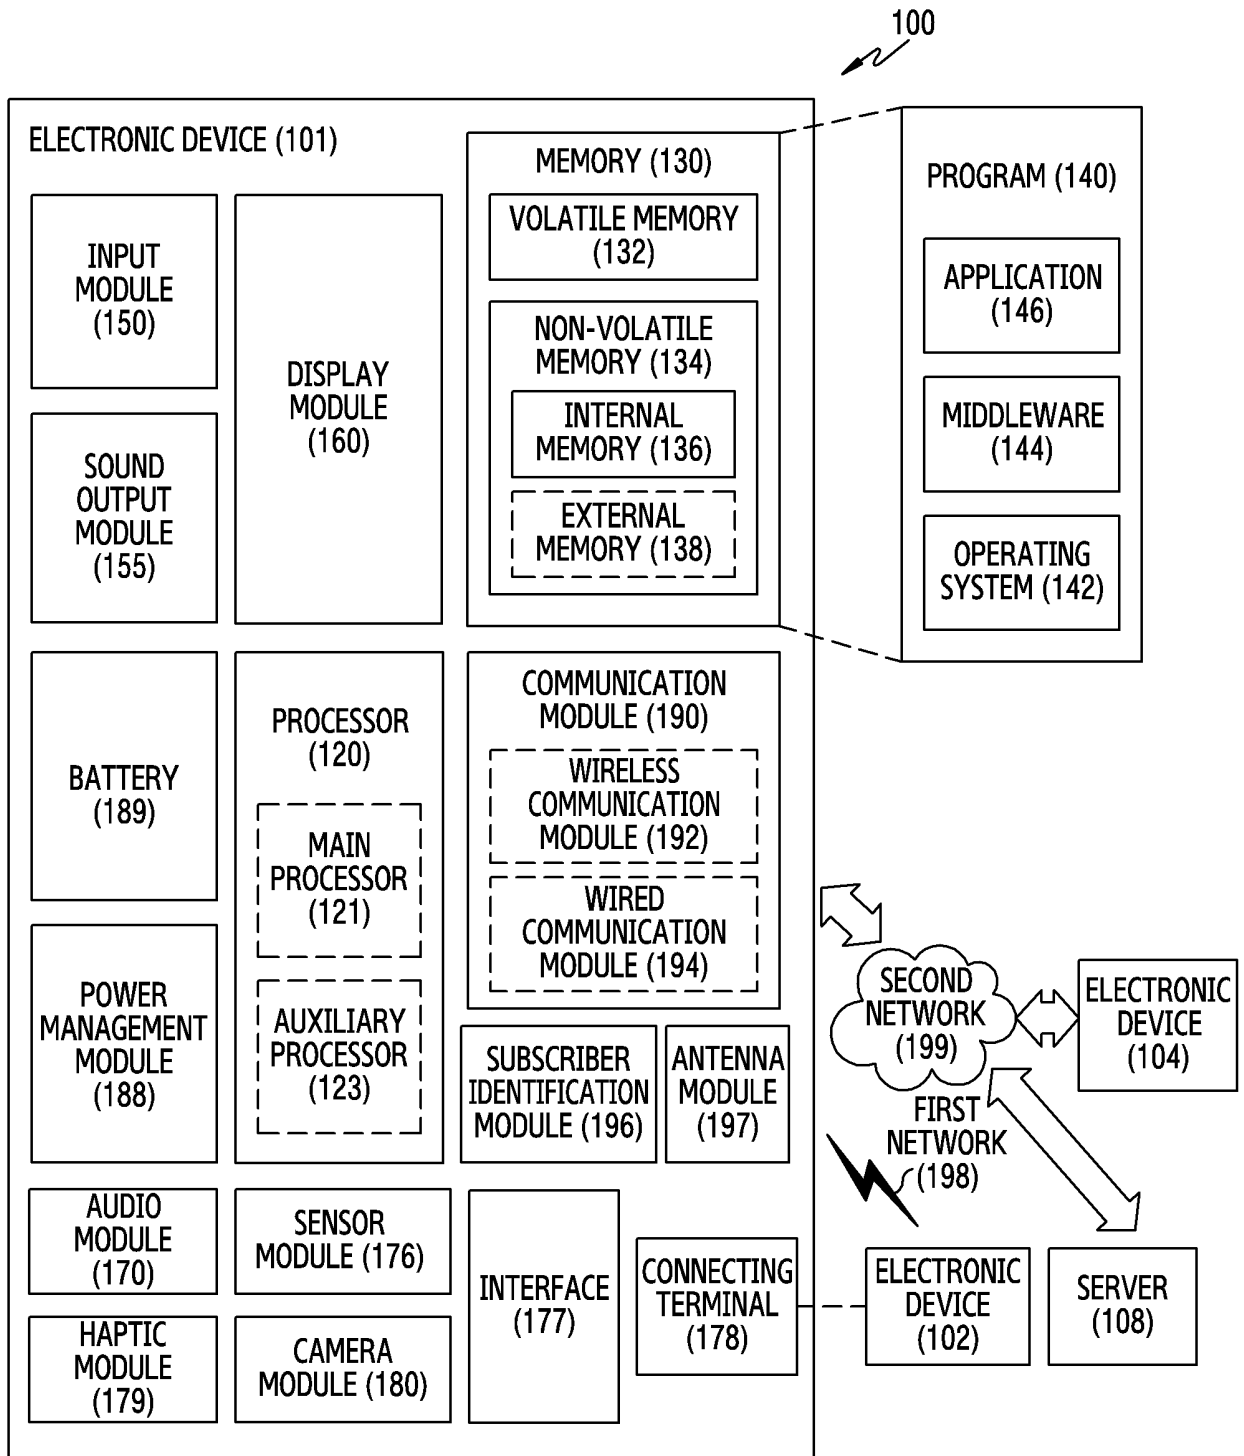 100
ELECTRONIC DEVICE (101)
INPUT
MODULE
(150)
SOUND
OUTPUT
MODULE
(155)
DISPLAY
MODULE
(160)
MEMORY (130)
VOLATILE MEMORY
(132)
NON-VOLATILE
MEMORY (134)
INTERNAL
MEMORY (136)
EXTERNAL
MEMORY (138)
PROGRAM (140)
APPLICATION
(146)
MIDDLEWARE
(144)
OPERATING
SYSTEM (142)
BATTERY
(189)
POWER
MANAGEMENT
MODULE
(188)
PROCESSOR
(120)
MAIN
PROCESSOR
(121)
AUXILIARY
PROCESSOR
(123)
COMMUNICATION
MODULE (190)
WIRELESS
COMMUNICATION
MODULE (192)
WIRED
COMMUNICATION
MODULE (194)
SUBSCRIBER
IDENTIFICATION
MODULE (196)
ANTENNA
MODULE
(197)
SECOND
NETWORK
(199)
ELECTRONIC
DEVICE
(104)
FIRST
NETWORK
(198)
AUDIO
MODULE
(170)
SENSOR
MODULE (176)
HAPTIC
MODULE
(179)
CAMERA
MODULE (180)
INTERFACE
(177)
CONNECTING
TERMINAL
(178)
ELECTRONIC
DEVICE
(102)
SERVER
(108)